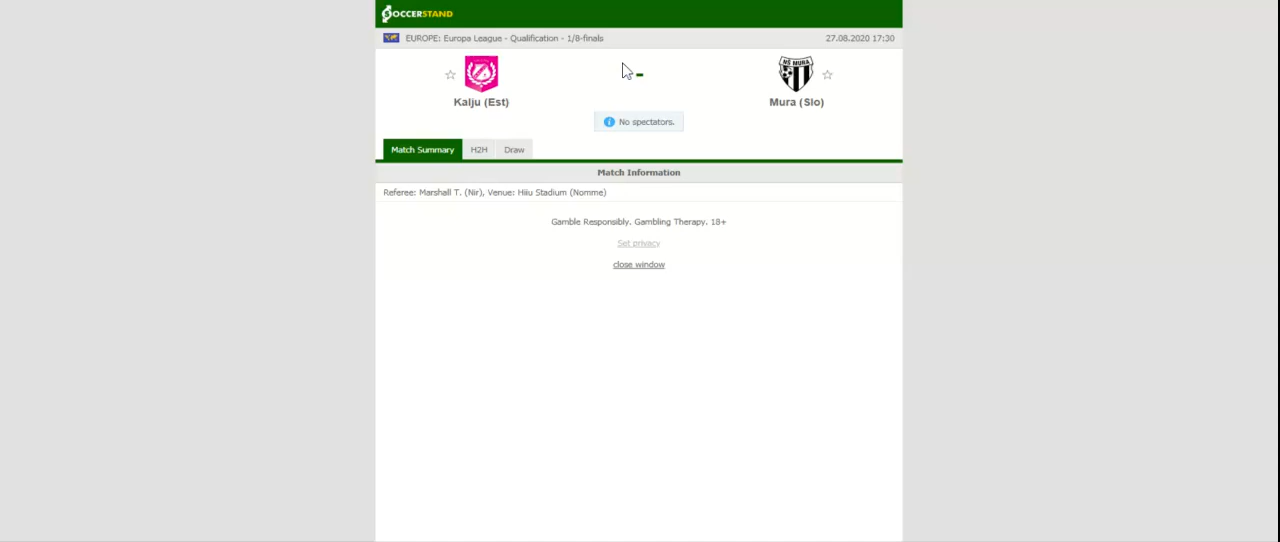 SOCCERSTAND
EUROPE: Europa League - Qualification - 1/8-finals 27.08.2020 17:30
NŠ MURA
Kalju (Est) - Mura (Slo)
No spectators.
Match Summary H2H Draw
Match Information
Referee: Marshall T. (Nir), Venue: Hiiu Stadium (Nomme)
Gamble Responsibly. Gambling Therapy. 18+
Set privacy
close window